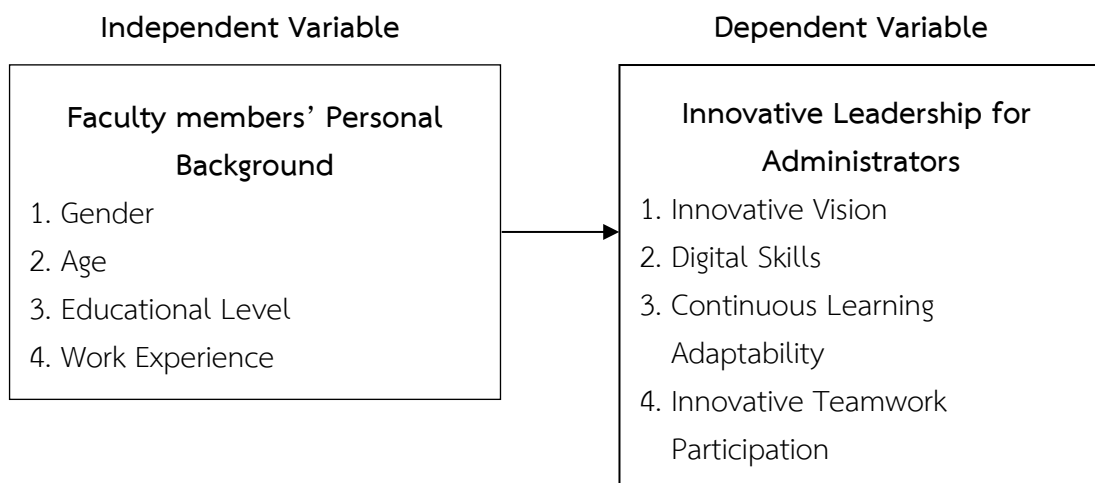 Independent Variable
Faculty members’ Personal
Background
1. Gender
2. Age
3. Educational Level
4. Work Experience
Dependent Variable
Innovative Leadership for
Administrators
1. Innovative Vision
2. Digital Skills
3. Continuous Learning
Adaptability
4. Innovative Teamwork
Participation